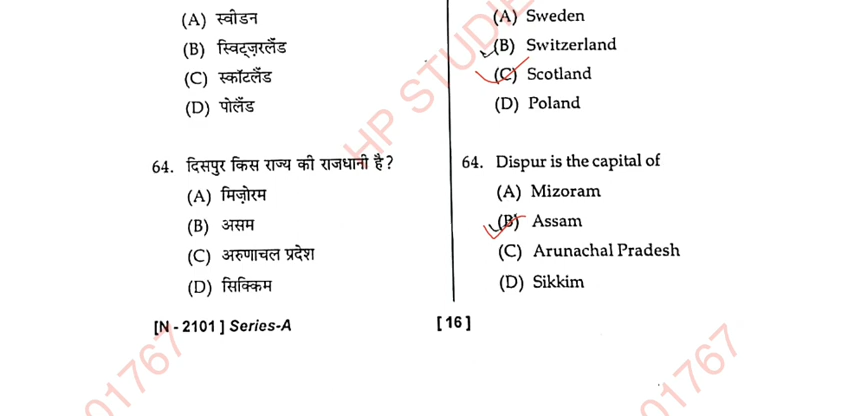 (A) स्वीडन
(B) स्विट्ज़रलैंड
(C) स्कॉटलैंड
(D) पोलैंड
64. दिसपुर किस राज्य की राजधानी है?
(A) मिज़ोरम
(B) असम
(C) अरुणाचल प्रदेश
(D) सिक्किम
[N - 2101 ] Series-A
(A) Sweden
(B) Switzerland
(C) Scotland
(D) Poland
64. Dispur is the capital of
(A) Mizoram
(B) Assam
(C) Arunachal Pradesh
(D) Sikkim
[ 16 ]
HP STUDIE
01767
01767